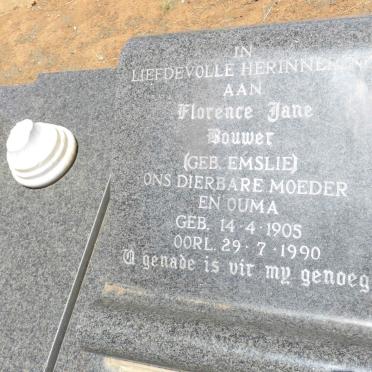 IN
LIEFDEVOLLE HERINNERING
AAN
Florence Jane
Bouwer
(GEB. EMSLIE)
ONS DIERBARE MOEDER
EN OUMA
GEB. 14·4·1905
OORL. 29·7·1990
U genade is vir my genoeg